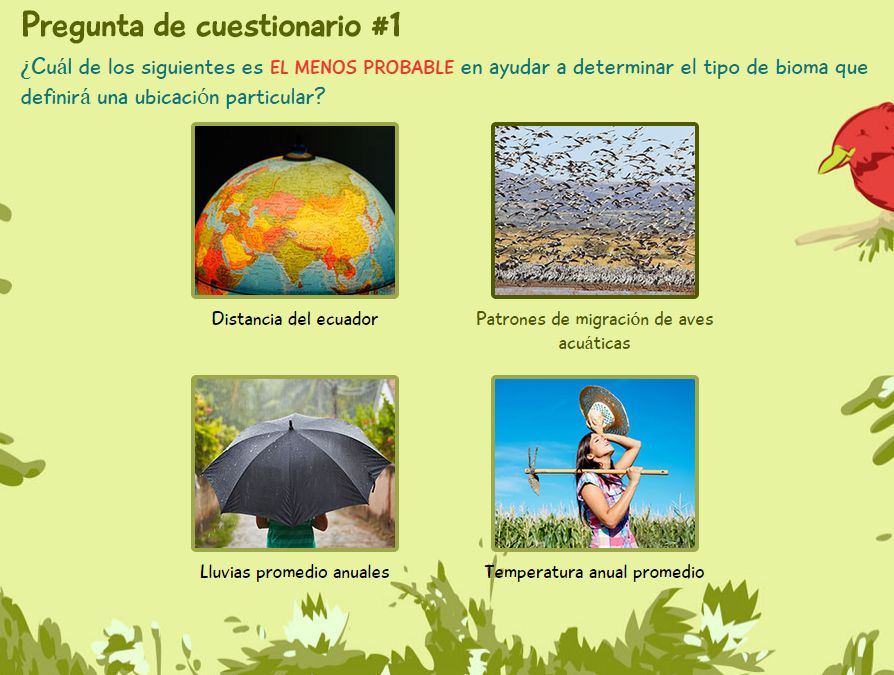 Pregunta de cuestionario #1
¿Cuál de los siguientes es EL MENOS PROBABLE en ayudar a determinar el tipo de bioma que
definirá una ubicación particular?
Distancia del ecuador
Patrones de migración de aves
acuáticas
Lluvias promedio anuales
Temperatura anual promedio